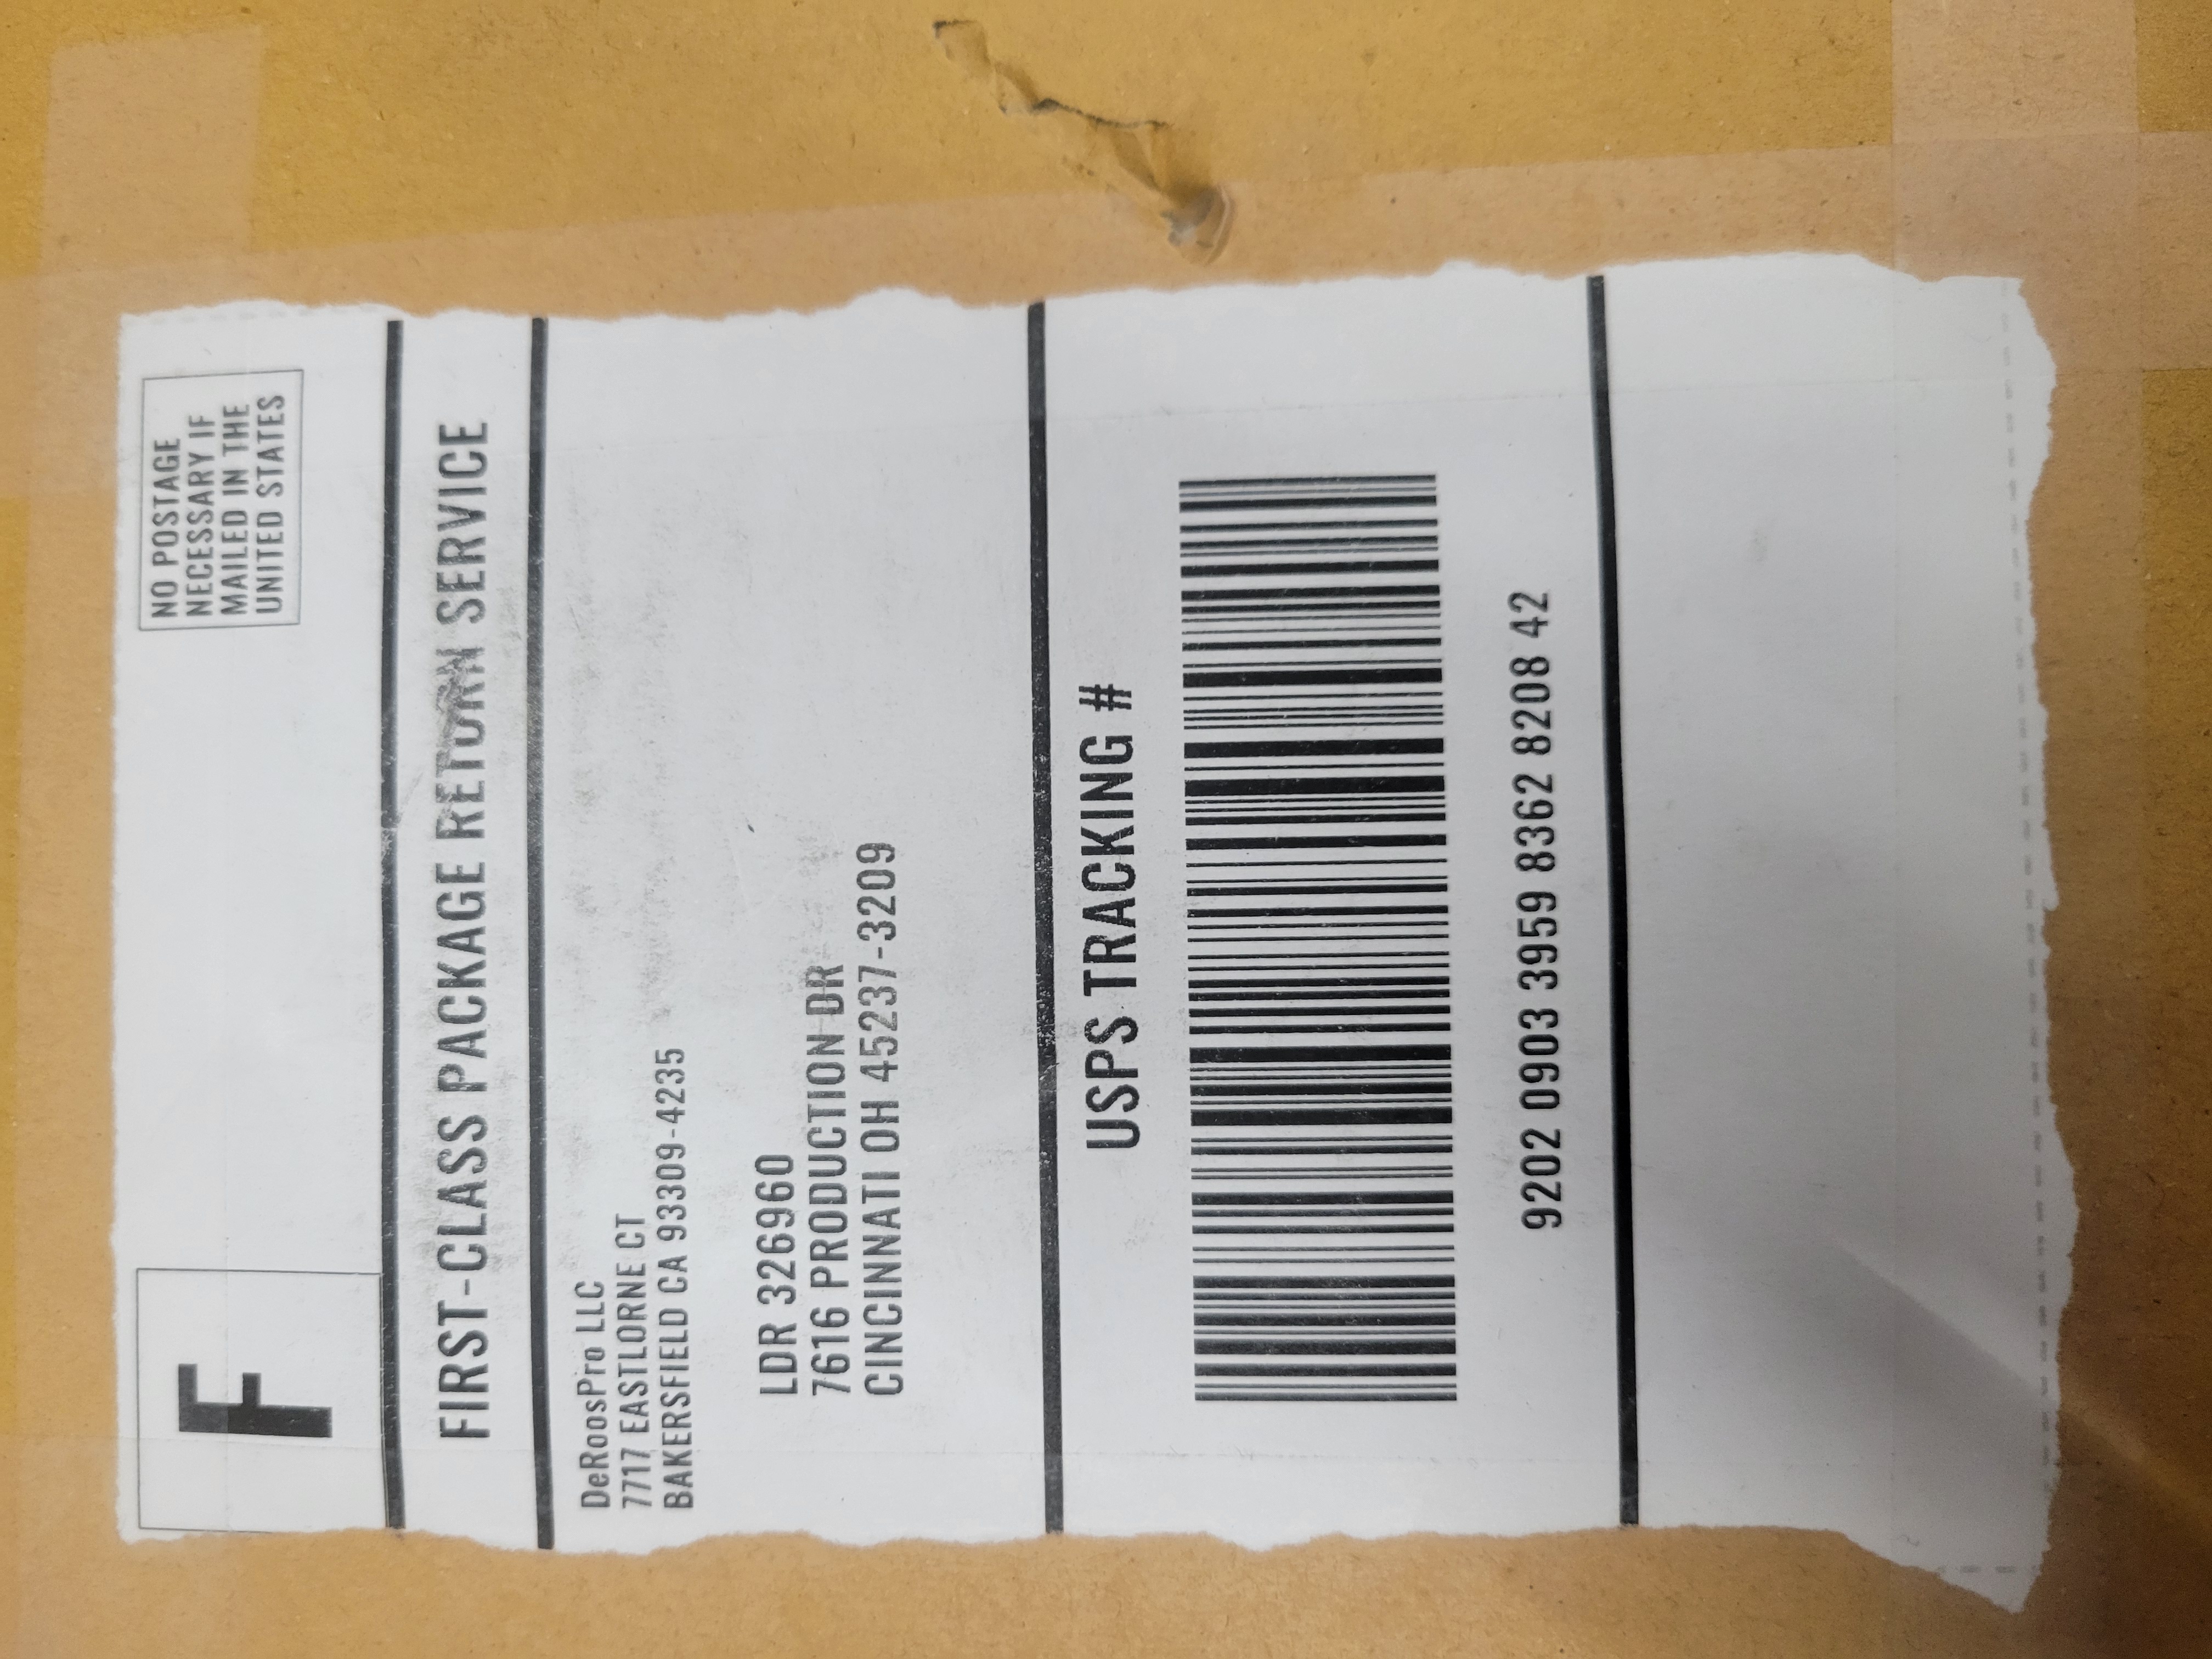 F
NO POSTAGE
NECESSARY IF
MAILED IN THE
UNITED STATES
FIRST-CLASS PACKAGE RETURN SERVICE
DeRoosPro LLC
7717 EASTLORNE CT
BAKERSFIELD CA 93309-4235
LDR 326960
7616 PRODUCTION DR
CINCINNATI OH 45237-3209
USPS TRACKING #
9202 0903 3959 8362 8208 42